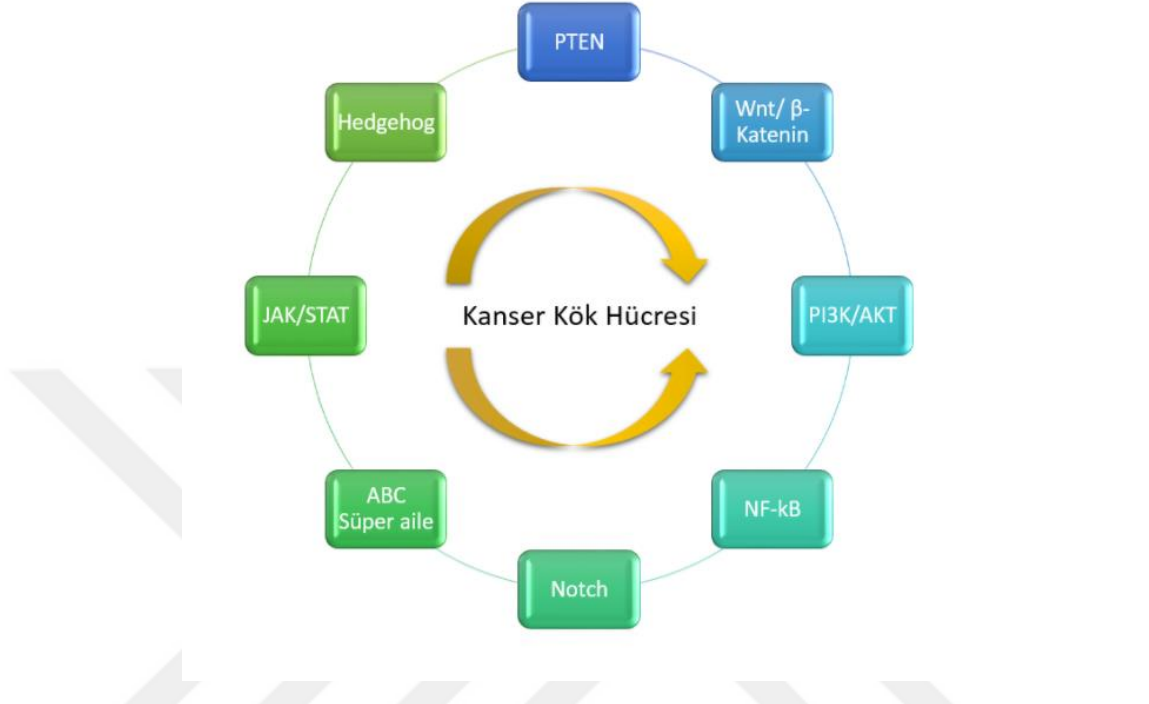 PTEN
Wnt/ β-
Katenin
PI3K/AKT
NF-kB
Notch
ABC
Süper aile
JAK/STAT
Hedgehog
Kanser Kök Hücresi